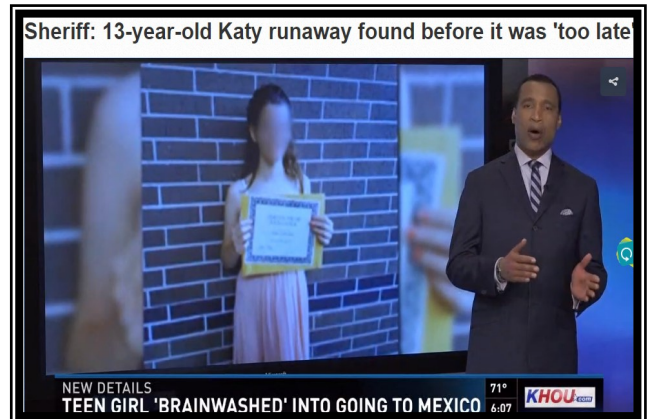 Sheriff: 13-year-old Katy runaway found before it was 'too late'
NEW DETAILS
TEEN GIRL 'BRAINWASHED' INTO GOING TO MEXICO
71°
6:07
KHOU.com